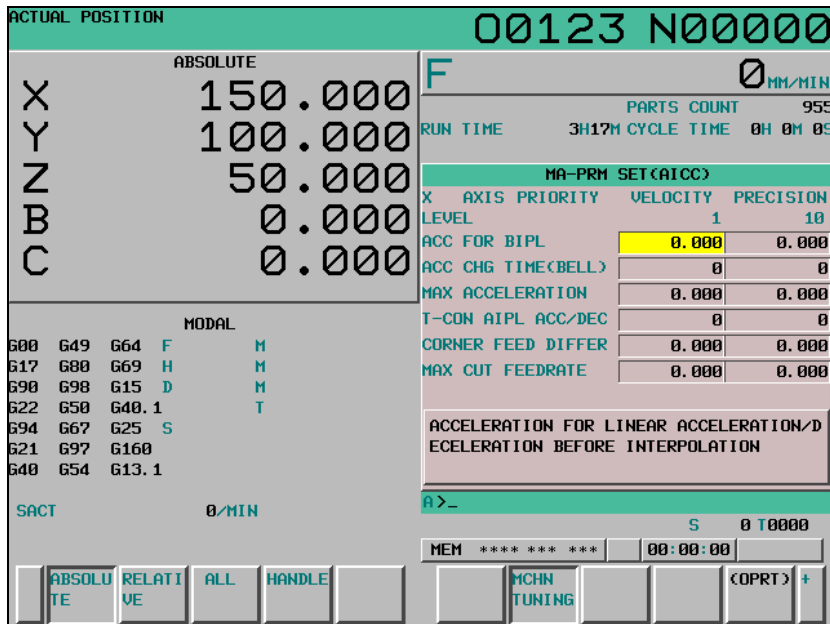 ACTUAL POSITION O0123 N00000
ABSOLUTE
X 150.000
Y 100.000
Z 50.000
B 0.000
C 0.000
F 0 MM/MIN
PARTS COUNT 955
RUN TIME 3H17M CYCLE TIME 0H 0M 0S
MA-PRM SET(AICC)
X AXIS PRIORITY VELOCITY PRECISION
LEVEL 1 10
ACC FOR BIPL 0.000 0.000
ACC CHG TIME(BELL) 0 0
MAX ACCELERATION 0.000 0.000
T-CON AIPL ACC/DEC 0 0
CORNER FEED DIFFER 0.000 0.000
MAX CUT FEEDRATE 0.000 0.000
ACCELERATION FOR LINEAR ACCELERATION/D
ECELERATION BEFORE INTERPOLATION
MODAL
G00 G49 G64 F M
G17 G80 G69 H M
G90 G98 G15 D M
G22 G50 G40.1 T
G94 G67 G25 S
G21 G97 G160
G40 G54 G13.1
SACT 0/MIN
A>_
S 0 T0000
MEM **** *** *** 00:00:00
ABSOLU
TE
RELATI
VE
ALL
HANDLE
MCHN
TUNING
(OPRT)
+